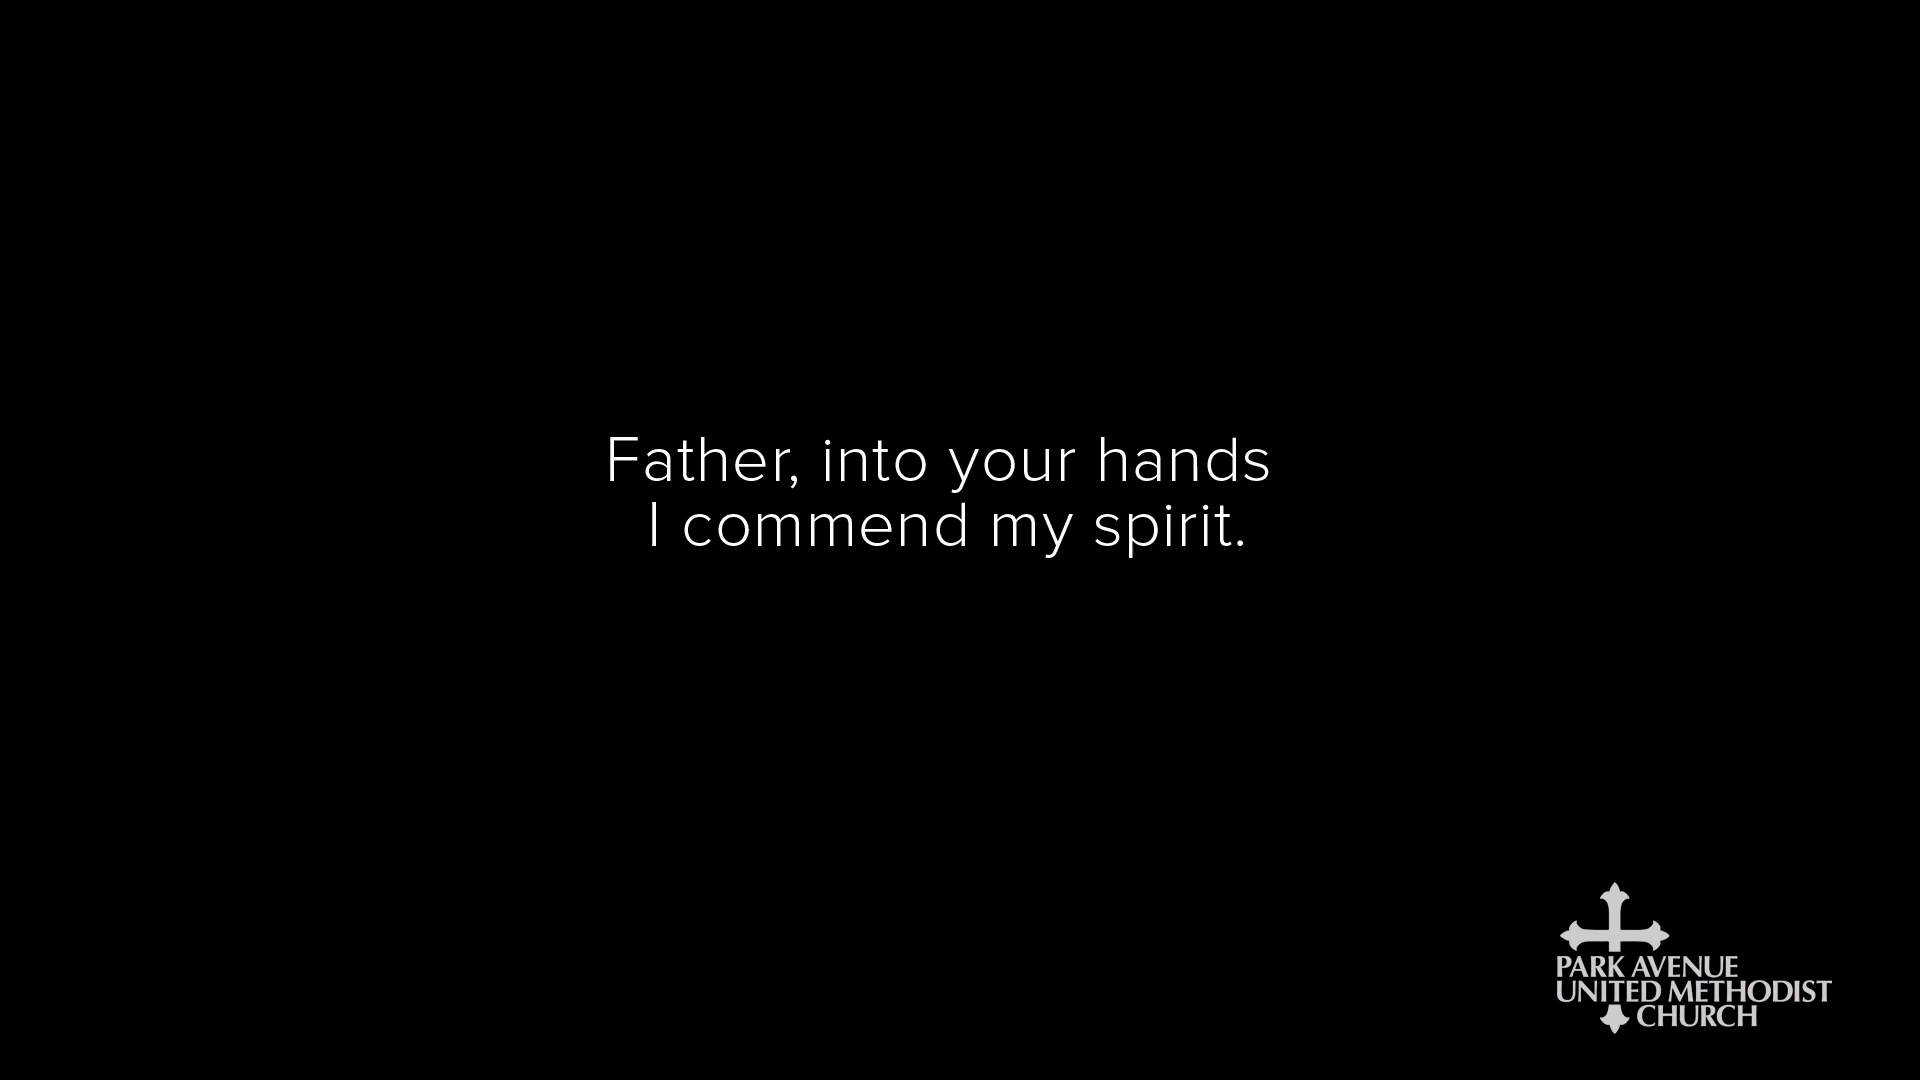 Father, into your hands
I commend my spirit.
PARK AVENUE
UNITED METHODIST
CHURCH